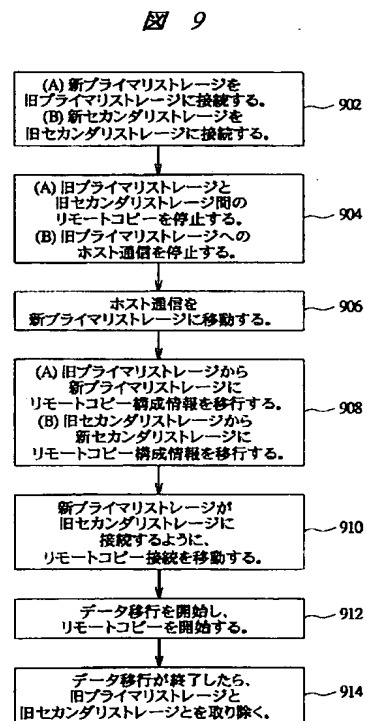 図 9
(A) 新プライマリストレージを
旧プライマリストレージに接続する。
(B) 新セカンダリストレージを
旧セカンダリストレージに接続する。
902
(A) 旧プライマリストレージと
旧セカンダリストレージ間の
リモートコピーを停止する。
(B) 旧プライマリストレージへの
ホスト通信を停止する。
904
ホスト通信を
新プライマリストレージに移動する。
906
(A) 旧プライマリストレージから
新プライマリストレージに
リモートコピー構成情報を移行する。
(B) 旧セカンダリストレージから
新セカンダリストレージに
リモートコピー構成情報を移行する。
908
新プライマリストレージが
旧セカンダリストレージに
接続するように、
リモートコピー接続を移動する。
910
データ移行を開始し、
リモートコピーを開始する。
912
データ移行が終了したら、
旧プライマリストレージと
旧セカンダリストレージとを取り除く。
914